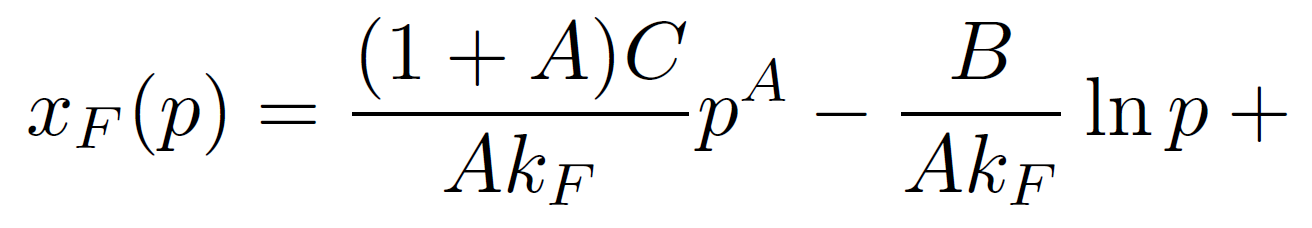 x_F(p) = \frac{(1 + A)C}{Ak_F} p^A - \frac{B}{Ak_F} \ln p +